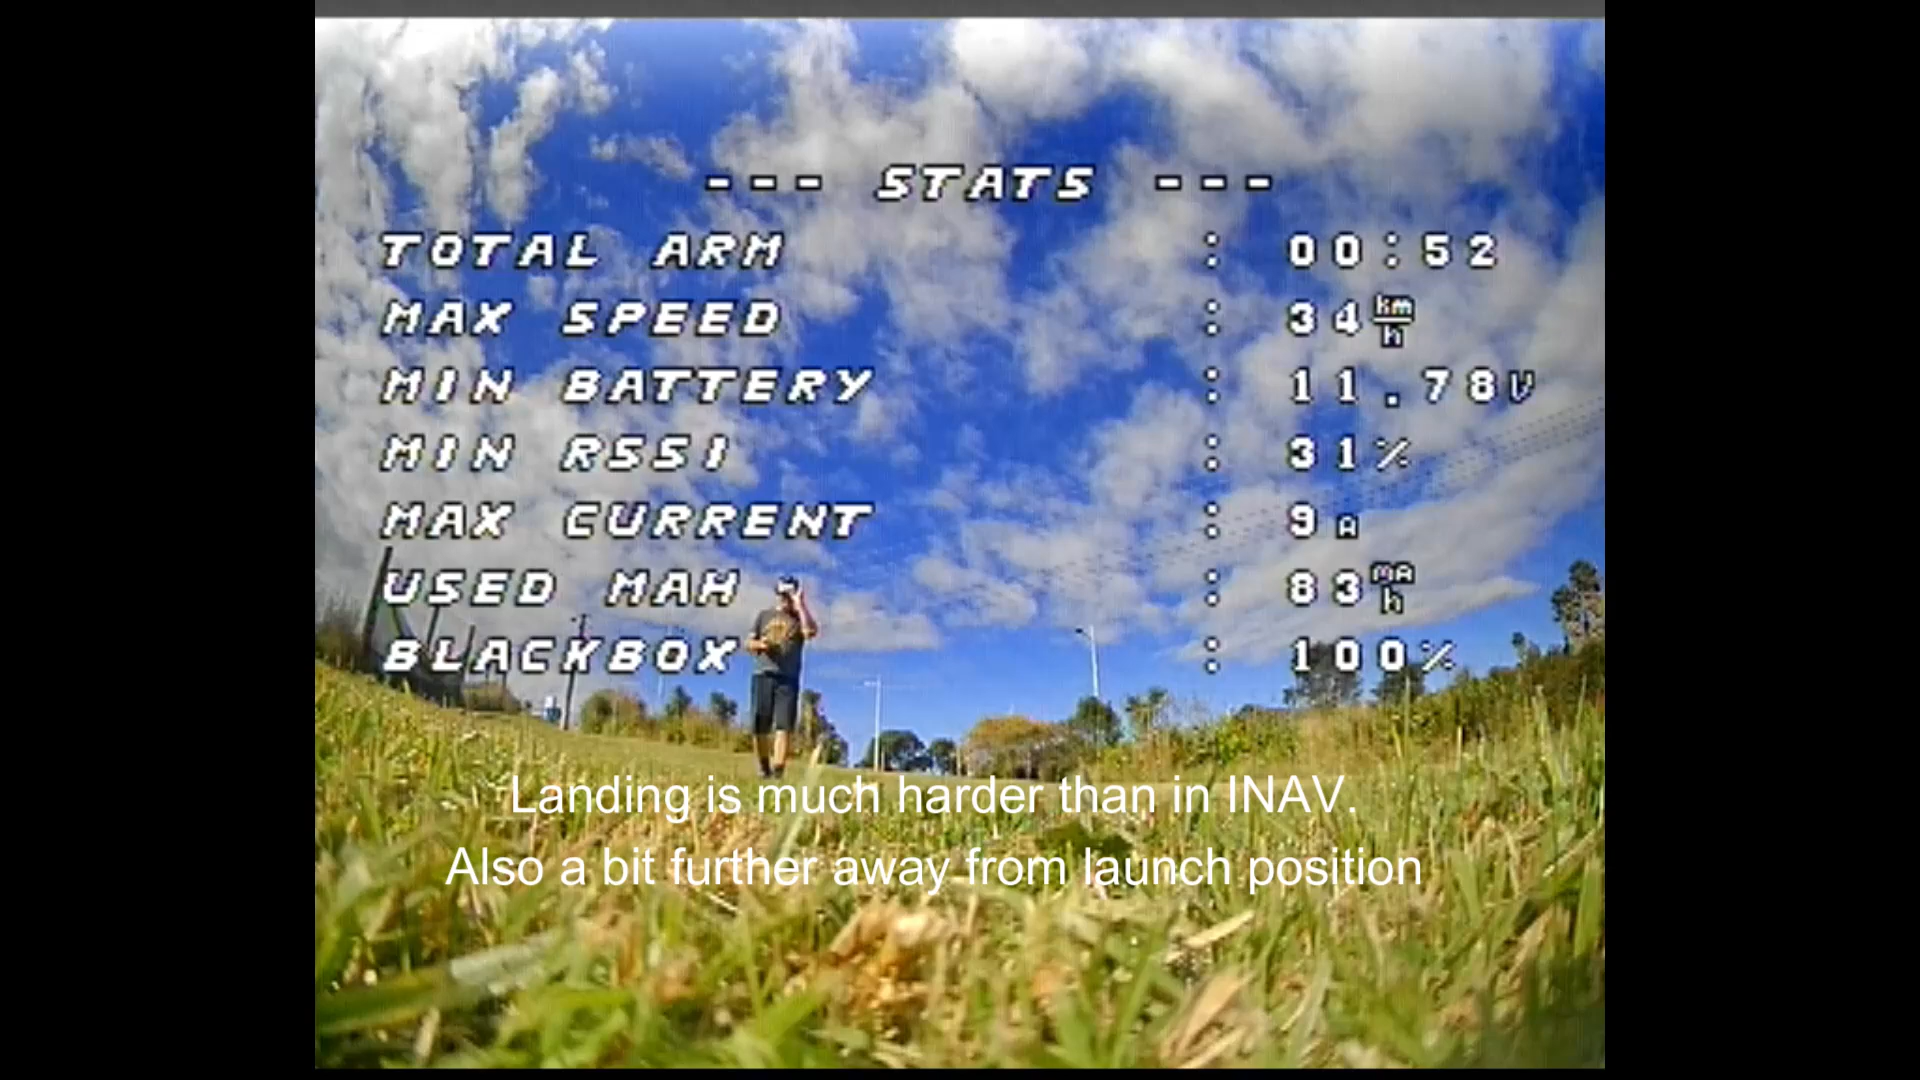 --- STATS ---
TOTAL ARM : 00:52
MAX SPEED : 34 km/h
MIN BATTERY : 11.78V
MIN RSSI : 31%
MAX CURRENT : 9 A
USED MAH : 83 MA/h
BLACKBOX : 100%
Landing is much harder than in INAV.
Also a bit further away from launch position